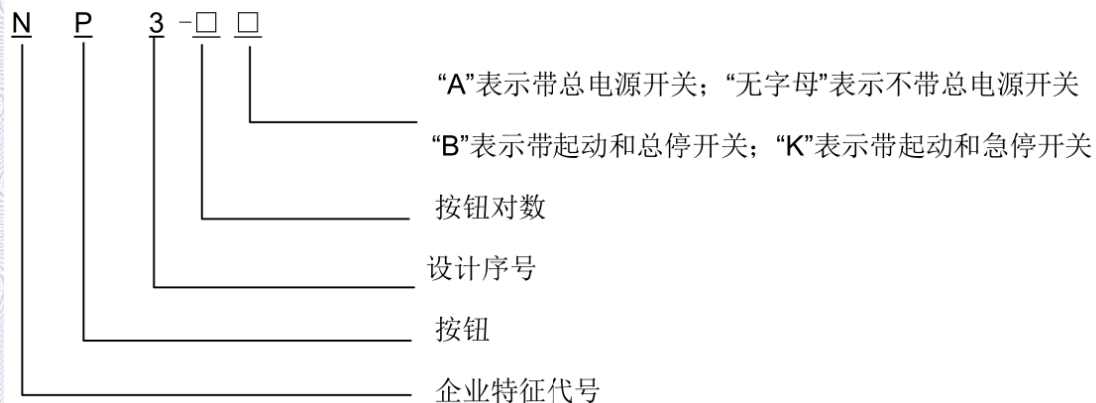 N P 3 -□ □
“A”表示带总电源开关；“无字母”表示不带总电源开关
“B”表示带起动和总停开关；“K”表示带起动和急停开关
按钮对数
设计序号
按钮
企业特征代号